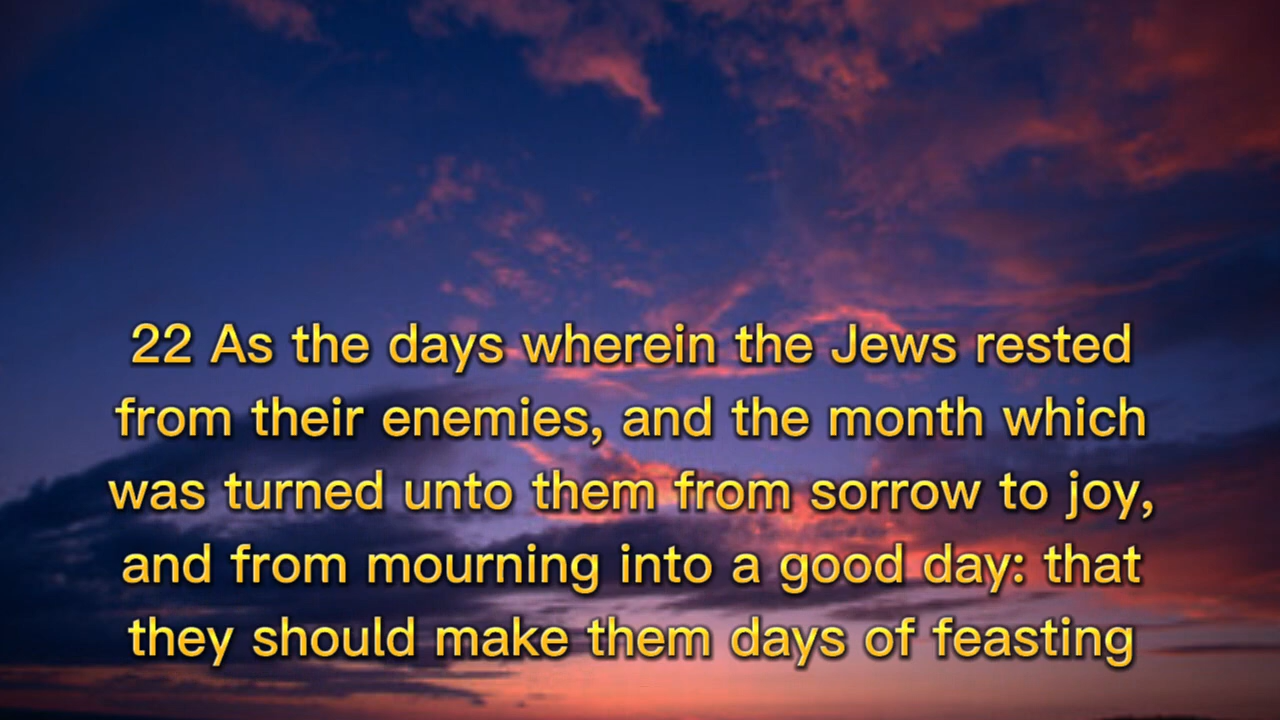 22 As the days wherein the Jews rested
from their enemies, and the month which
was turned unto them from sorrow to joy,
and from mourning into a good day: that
they should make them days of feasting